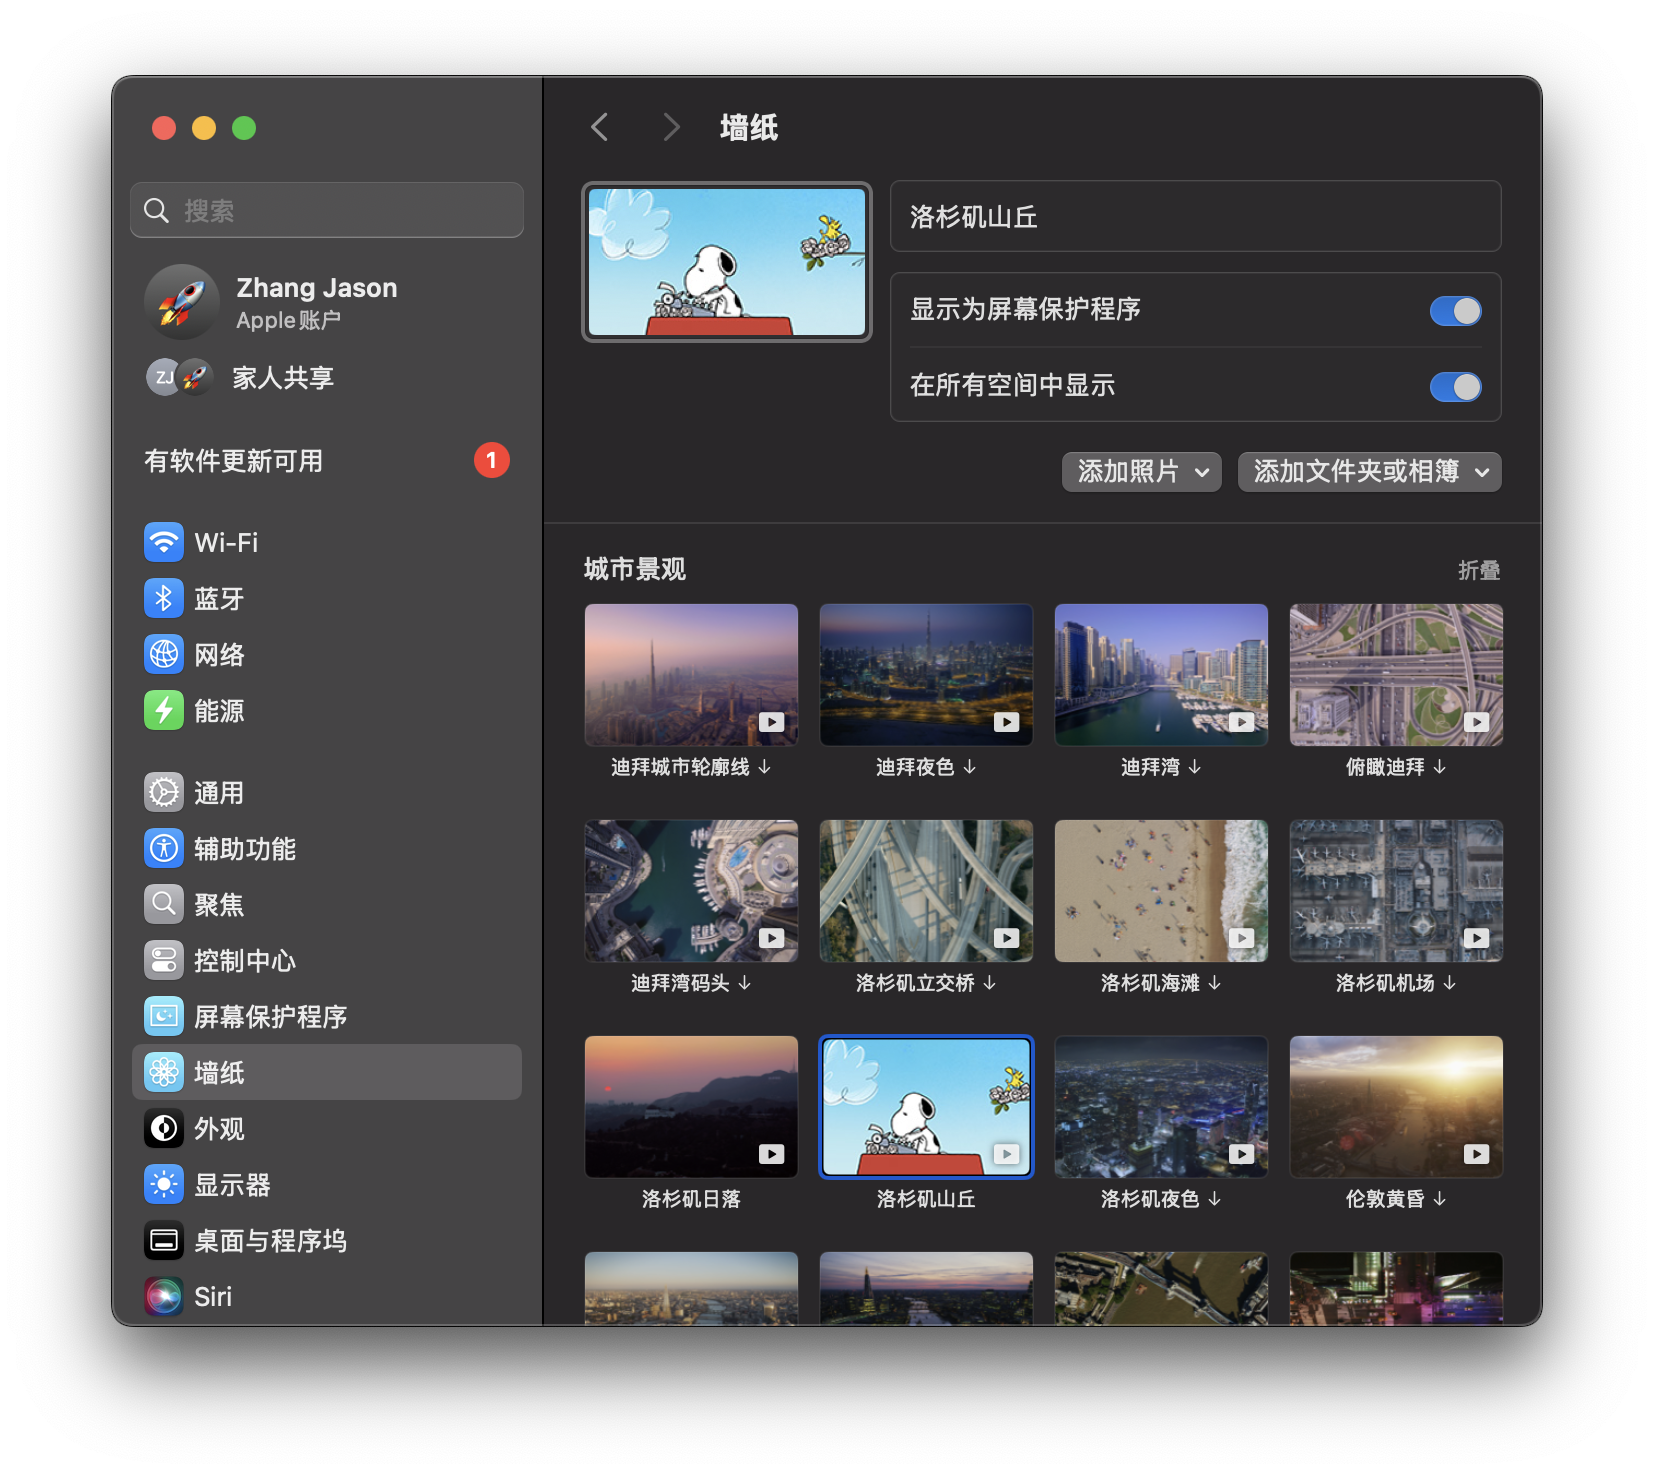 墙纸
搜索
Zhang Jason
Apple账户
ZJ
家人共享
有软件更新可用
1
Wi-Fi
蓝牙
网络
能源
通用
辅助功能
聚焦
控制中心
屏幕保护程序
墙纸
外观
显示器
桌面与程序坞
Siri
洛杉矶山丘
显示为屏幕保护程序
在所有空间中显示
添加照片
添加文件夹或相簿
城市景观
折叠
迪拜城市轮廓线 ↓
迪拜夜色 ↓
迪拜湾 ↓
俯瞰迪拜 ↓
迪拜湾码头 ↓
洛杉矶立交桥 ↓
洛杉矶海滩 ↓
洛杉矶机场 ↓
洛杉矶日落
洛杉矶山丘
洛杉矶夜色 ↓
伦敦黄昏 ↓